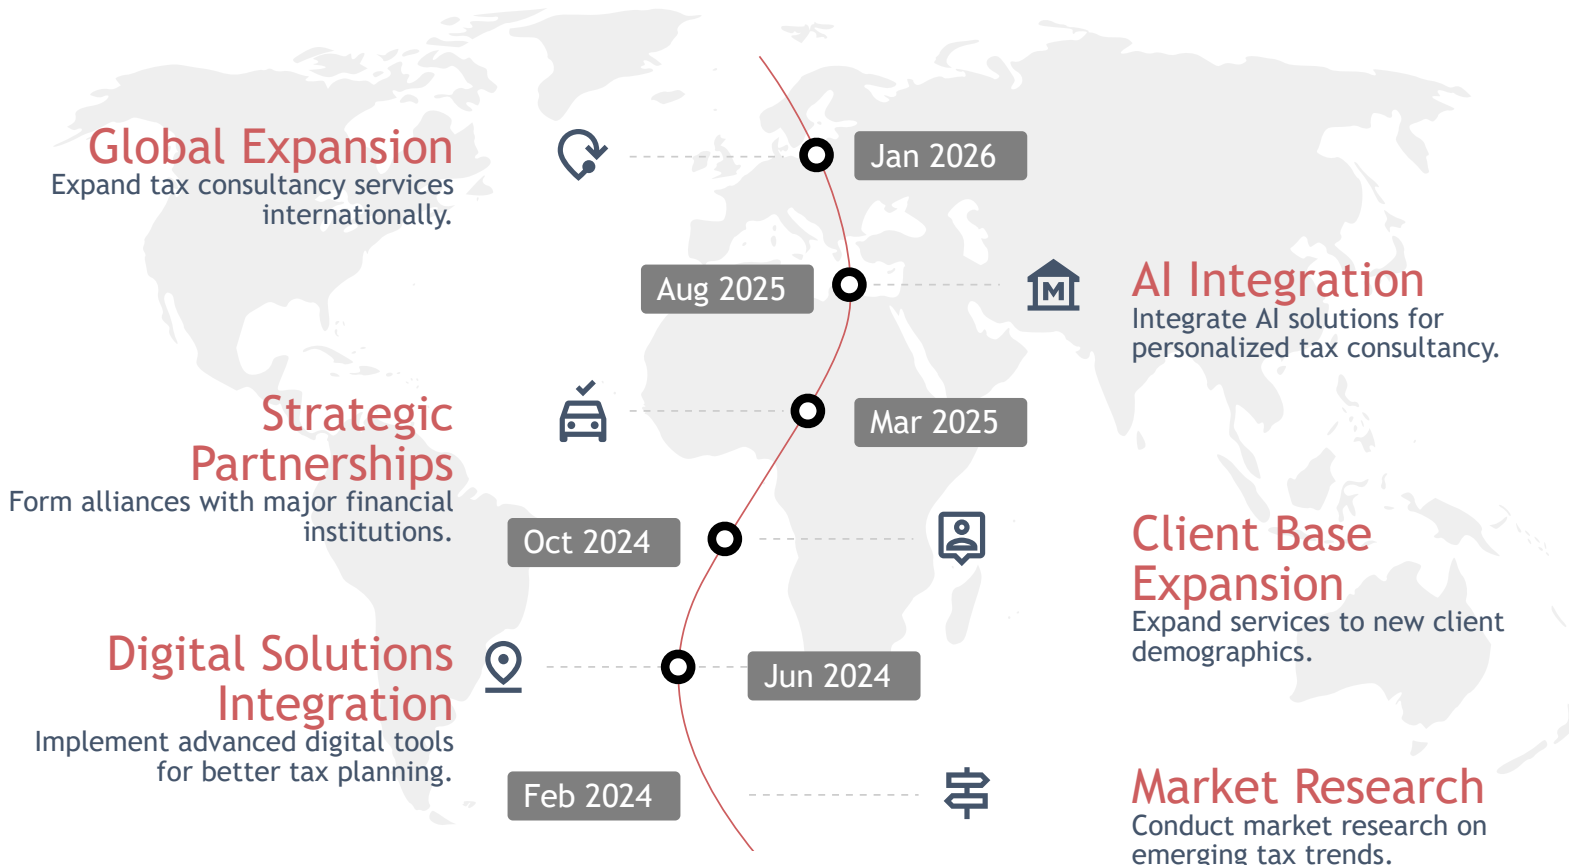 Global Expansion
Expand tax consultancy services
internationally.
Jan 2026
Aug 2025
M
AI Integration
Integrate AI solutions for
personalized tax consultancy.
Strategic
Partnerships
Form alliances with major financial
institutions.
Mar 2025
Oct 2024
Client Base
Expansion
Expand services to new client
demographics.
Digital Solutions
Integration
Implement advanced digital tools
for better tax planning.
Jun 2024
Feb 2024
Market Research
Conduct market research on
emerging tax trends.